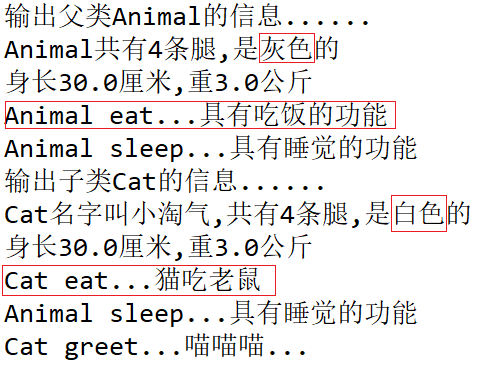 输出父类Animal的信息......
Animal共有4条腿,是灰色的
身长30.0厘米,重3.0公斤
Animal eat...具有吃饭的功能
Animal sleep...具有睡觉的功能
输出子类Cat的信息......
Cat名字叫小淘气,共有4条腿,是白色的
身长30.0厘米,重3.0公斤
Cat eat...猫吃老鼠
Animal sleep...具有睡觉的功能
Cat greet...喵喵喵...